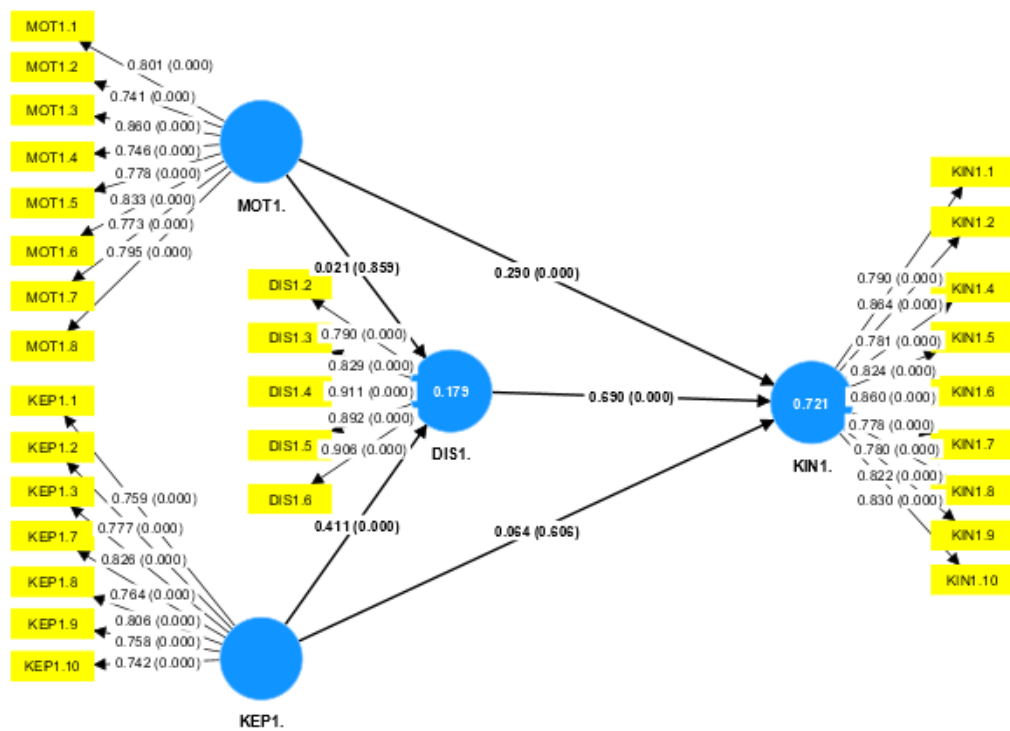 MOT1.1
MOT1.2
MOT1.3
MOT1.4
MOT1.5
MOT1.6
MOT1.7
MOT1.8
0.801 (0.000)
0.741 (0.000)
0.860 (0.000)
0.746 (0.000)
0.778 (0.000)
0.833 (0.000)
0.773 (0.000)
0.795 (0.000)
MOT1.
0.021 (0.859)
0.290 (0.000)
DIS1.2
DIS1.3
DIS1.4
DIS1.5
DIS1.6
0.790 (0.000)
0.829 (0.000)
0.911 (0.000)
0.892 (0.000)
0.906 (0.000)
0.179
DIS1.
0.690 (0.000)
0.411 (0.000)
0.064 (0.606)
KEP1.1
KEP1.2
KEP1.3
KEP1.7
KEP1.8
KEP1.9
KEP1.10
0.759 (0.000)
0.777 (0.000)
0.826 (0.000)
0.764 (0.000)
0.806 (0.000)
0.758 (0.000)
0.742 (0.000)
KEP1.
0.721
KIN1.
0.790 (0.000)
0.864 (0.000)
0.781 (0.000)
0.824 (0.000)
0.860 (0.000)
0.778 (0.000)
0.780 (0.000)
0.822 (0.000)
0.830 (0.000)
KIN1.1
KIN1.2
KIN1.4
KIN1.5
KIN1.6
KIN1.7
KIN1.8
KIN1.9
KIN1.10